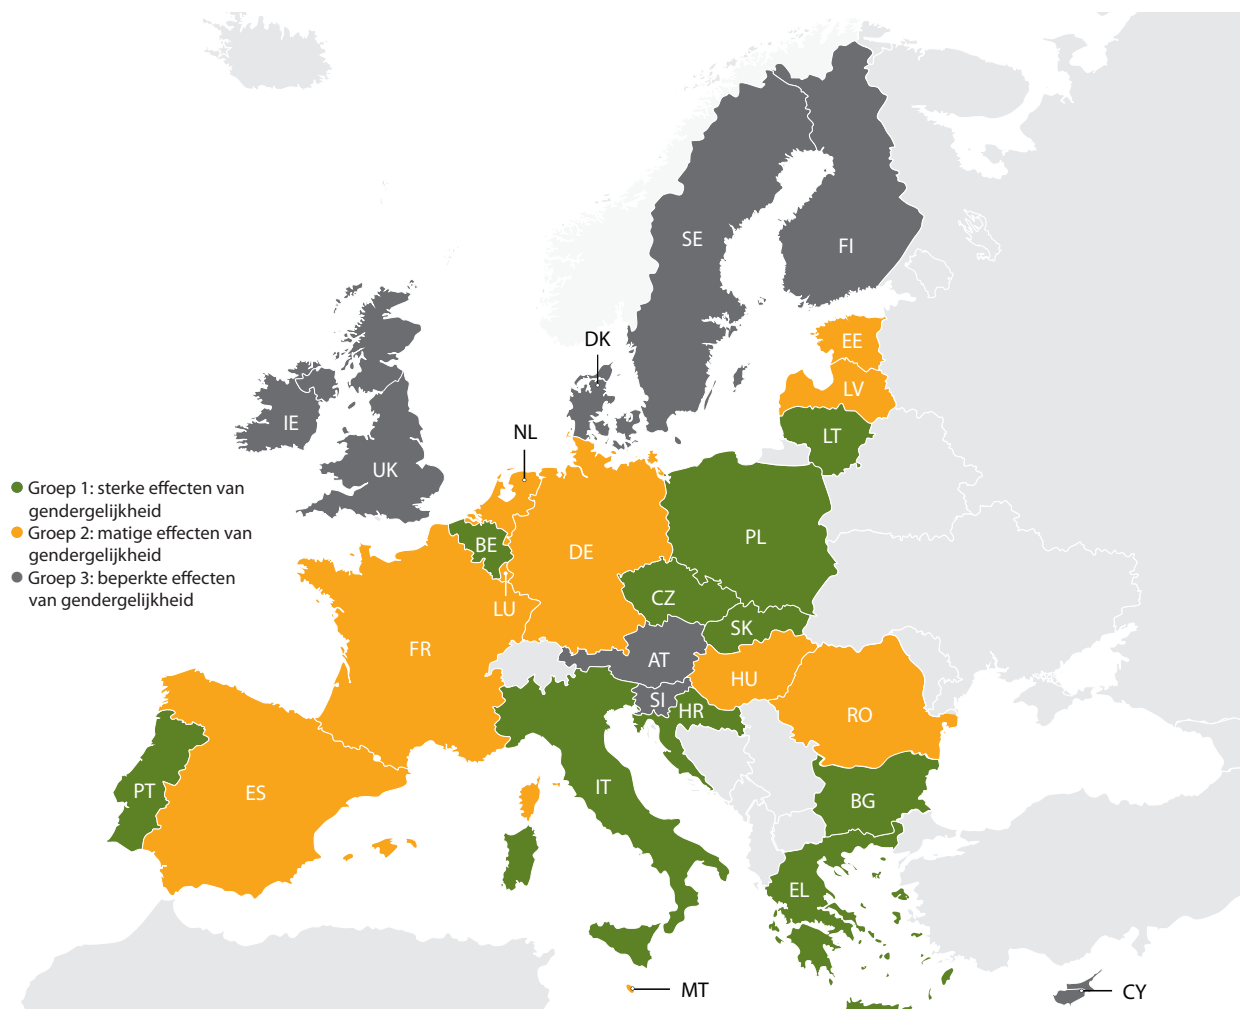 SE
FI
DK
EE
LV
LT
IE
UK
NL
Groep 1: sterke effecten van
gendergelijkheid
Groep 2: matige effecten van
gendergelijkheid
Groep 3: beperkte effecten
van gendergelijkheid
BE
DE
PL
LU
CZ
SK
FR
AT
HU
SI
HR
RO
PT
ES
IT
BG
EL
MT
CY